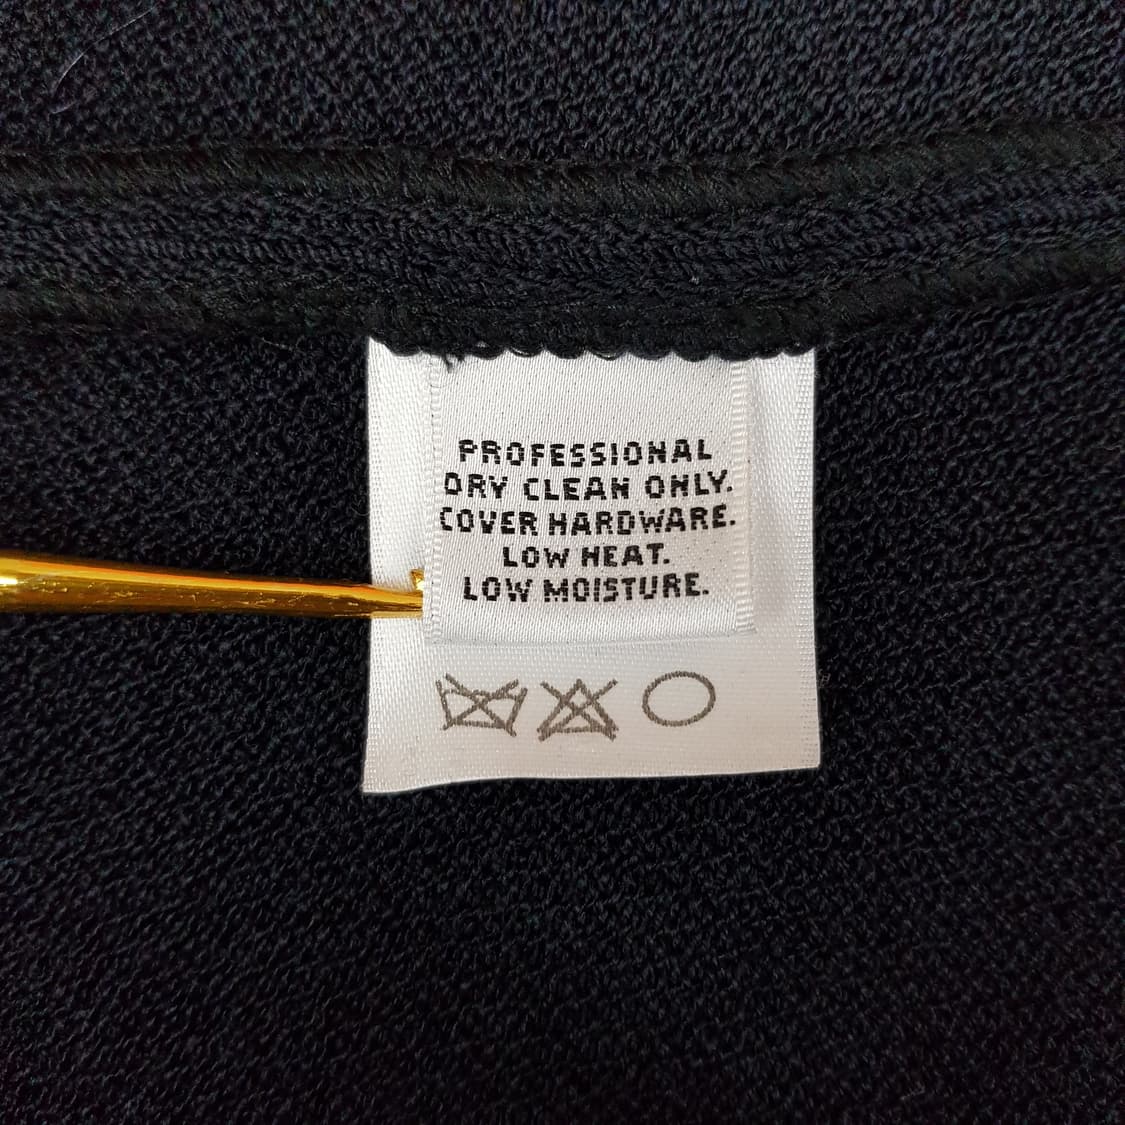 PROFESSIONAL
DRY CLEAN ONLY.
COVER HARDWARE.
LOW HEAT.
LOW MOISTURE.